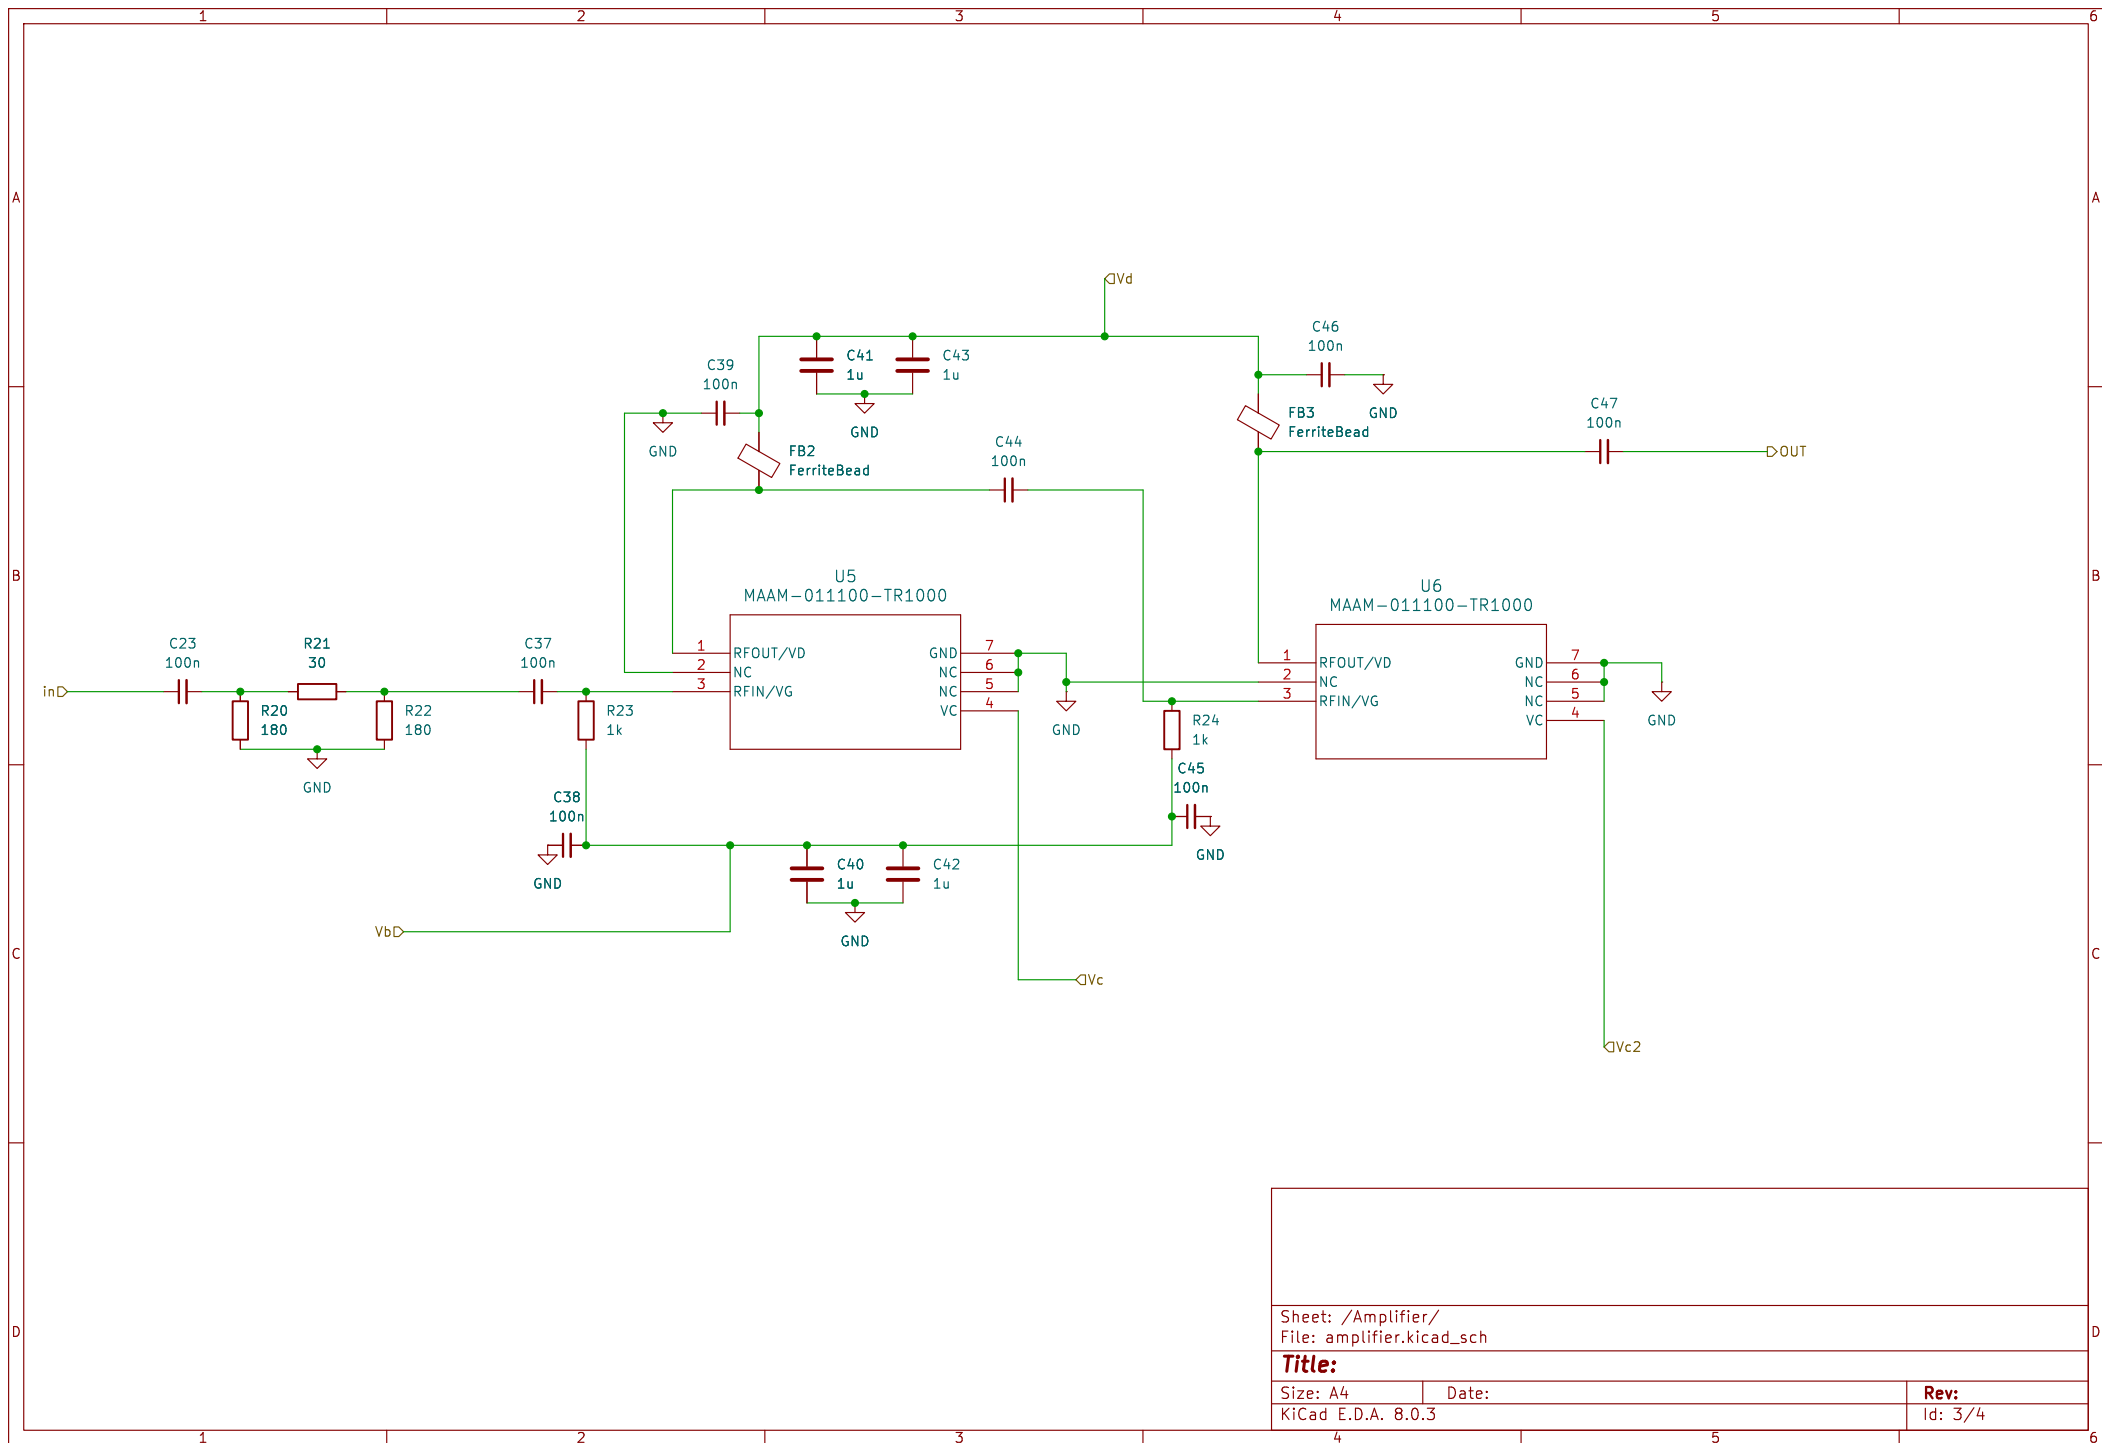 1 2 3 4 5 6
A A
Vd
C46
100n
C41
1u
C43
1u
C39
100n
GND
C47
100n
FB3
FerriteBead
GND
GND
C44
100n
FB2
FerriteBead
OUT
B B
U5
MAAM-011100-TR1000
U6
MAAM-011100-TR1000
C23
100n
R21
30
C37
100n
1 RFOUT/VD GND 7
2 NC NC 6
3 RFIN/VG NC 5
VC 4
1 RFOUT/VD GND 7
2 NC NC 6
3 RFIN/VG NC 5
VC 4
in
R20
180
R22
180
R23
1k
GND
R24
1k
GND
GND
C45
100n
C38
100n
GND
GND
C40
1u
C42
1u
Vb
GND
C C
Vc
Vc2
Sheet: /Amplifier/
File: amplifier.kicad_sch
D D
Title:
Size: A4 Date: Rev:
KiCad E.D.A. 8.0.3 Id: 3/4
1 2 3 4 5 6